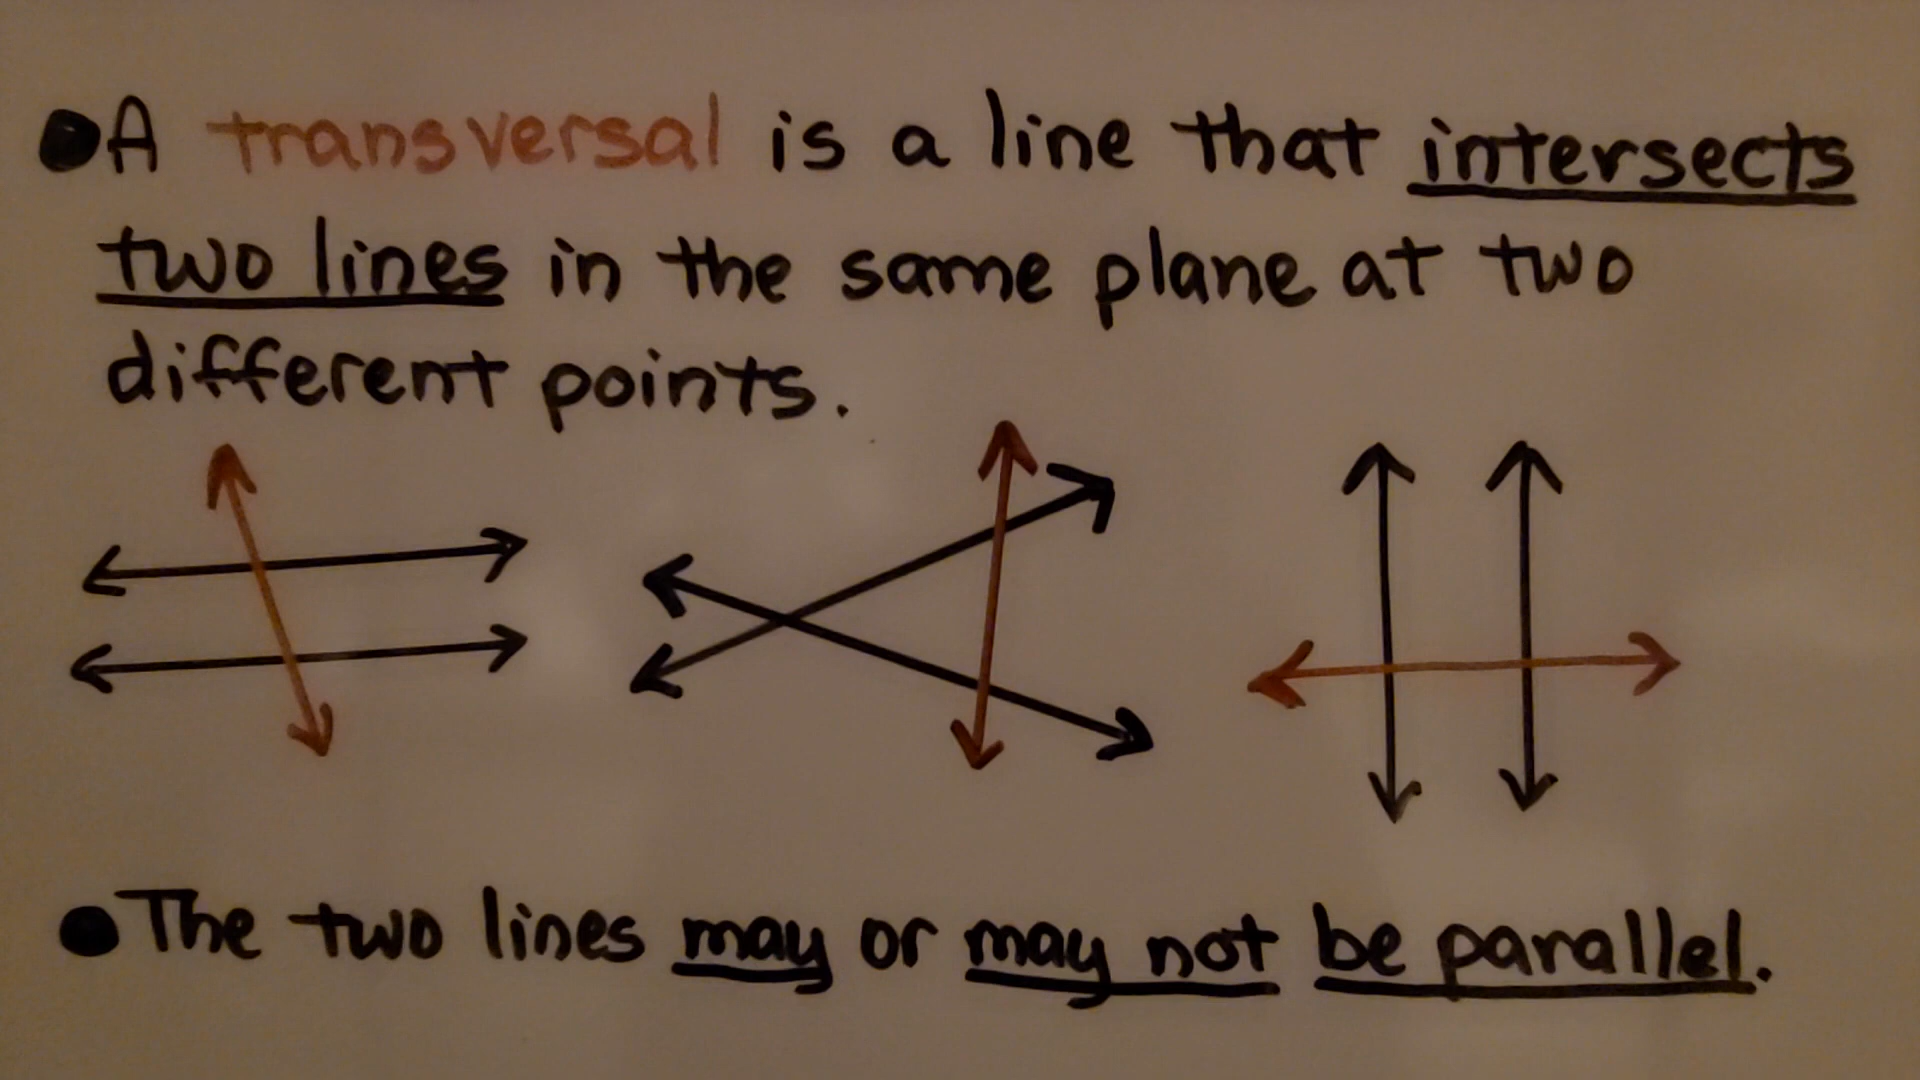 ●A transversal is a line that intersects
two lines in the same plane at two
different points.
●The two lines may or may not be parallel.